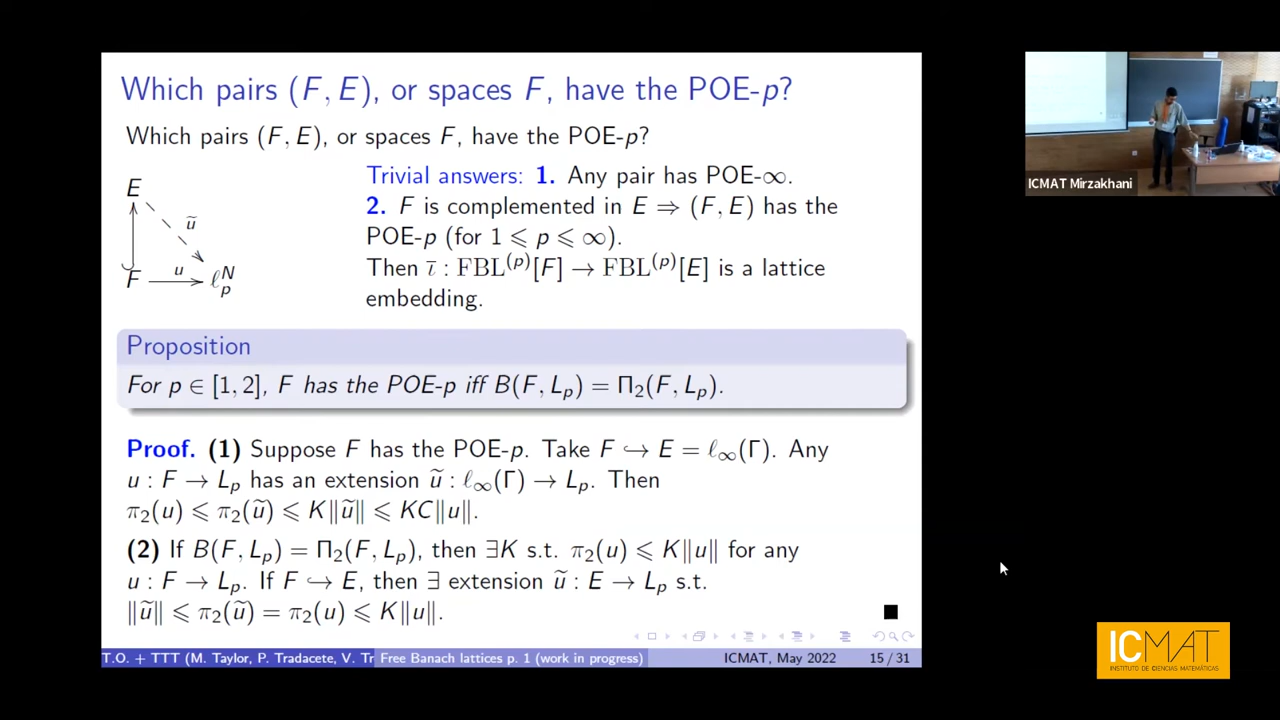 Which pairs (F, E), or spaces F, have the POE-p?
Which pairs (F, E), or spaces F, have the POE-p?
E
ũ
F
u
ℓ_p^N
Trivial answers: 1. Any pair has POE-∞.
2. F is complemented in E ⇒ (F, E) has the
POE-p (for 1 ⩽ p ⩽ ∞).
Then ῑ : FBL^(p)[F] → FBL^(p)[E] is a lattice
embedding.
Proposition
For p ∈ [1, 2], F has the POE-p iff B(F, L_p) = Π_2(F, L_p).
Proof. (1) Suppose F has the POE-p. Take F ↪ E = ℓ_∞(Γ). Any
u : F → L_p has an extension ũ : ℓ_∞(Γ) → L_p. Then
π_2(u) ⩽ π_2(ũ) ⩽ K‖ũ‖ ⩽ KC‖u‖.
(2) If B(F, L_p) = Π_2(F, L_p), then ∃K s.t. π_2(u) ⩽ K‖u‖ for any
u : F → L_p. If F ↪ E, then ∃ extension ũ : E → L_p s.t.
‖ũ‖ ⩽ π_2(ũ) = π_2(u) ⩽ K‖u‖. ■
T.O. + TTT (M. Taylor, P. Tradacete, V. Tr Free Banach lattices p. 1 (work in progress) ICMAT, May 2022 15 / 31
ICMAT Mirzakhani
ICMAT
INSTITUTO DE CIENCIAS MATEMÁTICAS